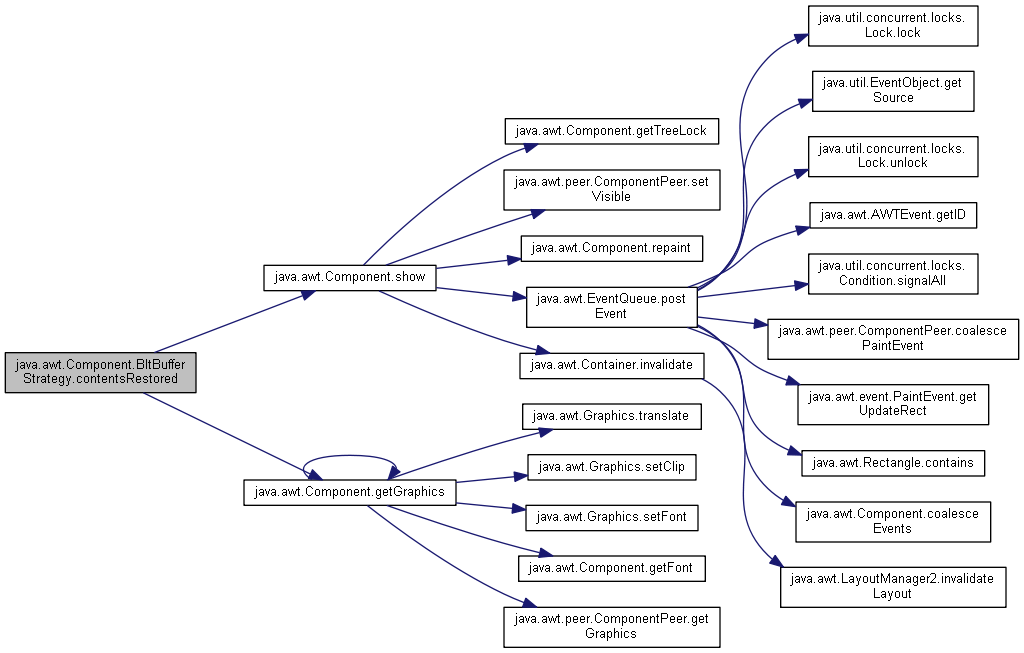 java.awt.Component.BltBuffer
Strategy.contentsRestored
java.awt.Component.show
java.awt.Component.getGraphics
java.awt.Component.getTreeLock
java.awt.peer.ComponentPeer.set
Visible
java.awt.Component.repaint
java.awt.EventQueue.post
Event
java.awt.Container.invalidate
java.awt.Graphics.translate
java.awt.Graphics.setClip
java.awt.Graphics.setFont
java.awt.Component.getFont
java.awt.peer.ComponentPeer.get
Graphics
java.util.concurrent.locks.
Lock.lock
java.util.EventObject.get
Source
java.util.concurrent.locks.
Lock.unlock
java.awt.AWTEvent.getID
java.util.concurrent.locks.
Condition.signalAll
java.awt.peer.ComponentPeer.coalesce
PaintEvent
java.awt.event.PaintEvent.get
UpdateRect
java.awt.Rectangle.contains
java.awt.Component.coalesce
Events
java.awt.LayoutManager2.invalidate
Layout